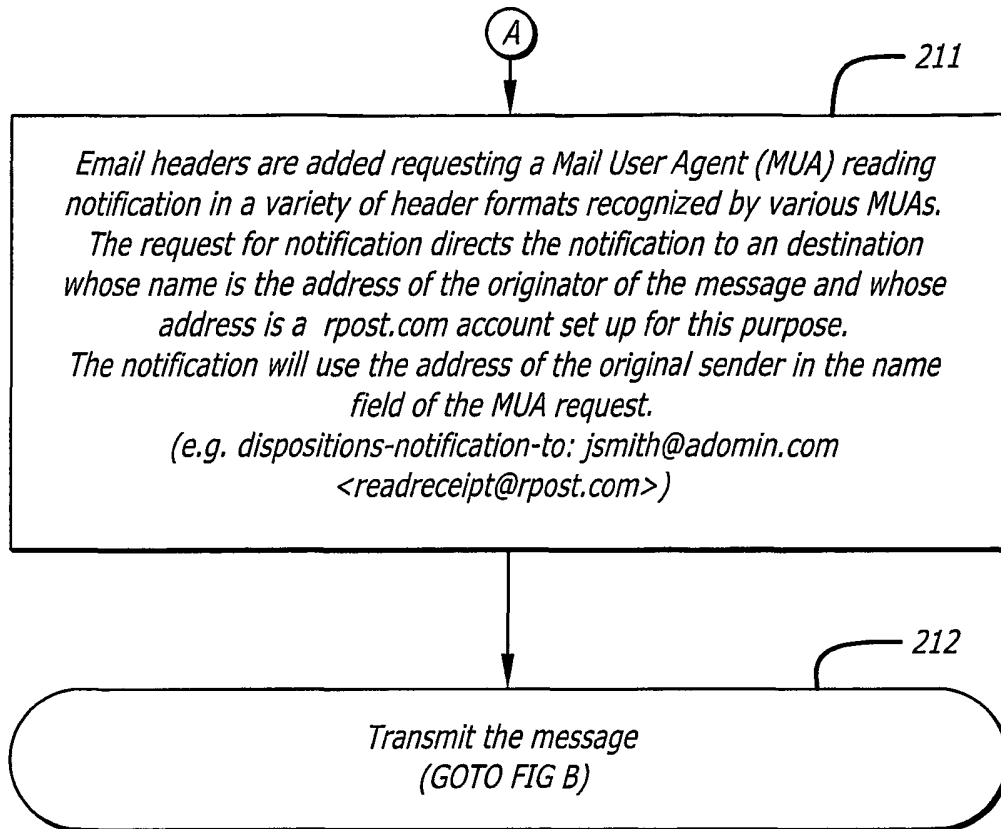 A
211
Email headers are added requesting a Mail User Agent (MUA) reading
notification in a variety of header formats recognized by various MUAs.
The request for notification directs the notification to an destination
whose name is the address of the originator of the message and whose
address is a rpost.com account set up for this purpose.
The notification will use the address of the original sender in the name
field of the MUA request.
(e.g. dispositions-notification-to: jsmith@adomin.com
<readreceipt@rpost.com>)
212
Transmit the message
(GOTO FIG B)